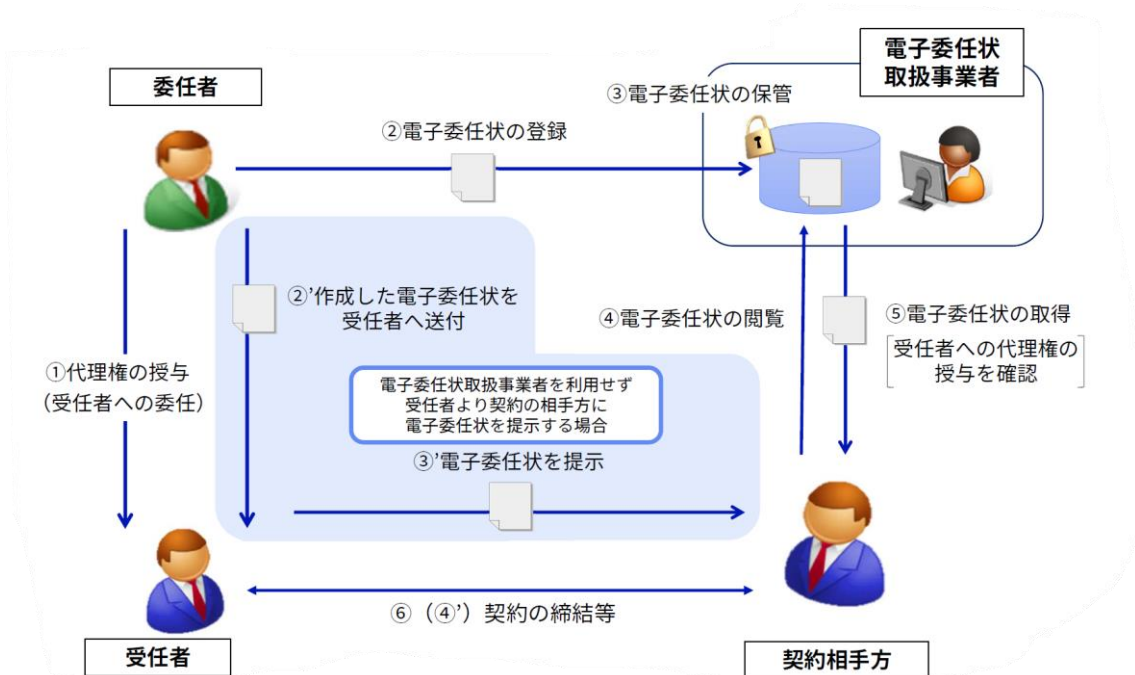 委任者
電子委任状
取扱事業者
③電子委任状の保管
②電子委任状の登録
②’作成した電子委任状を
受任者へ送付
④電子委任状の閲覧
⑤電子委任状の取得
[受任者への代理権の
授与を確認]
①代理権の授与
（受任者への委任）
電子委任状取扱事業者を利用せず
受任者より契約の相手方に
電子委任状を提示する場合
③’電子委任状を提示
⑥（④’）契約の締結等
受任者
契約相手方